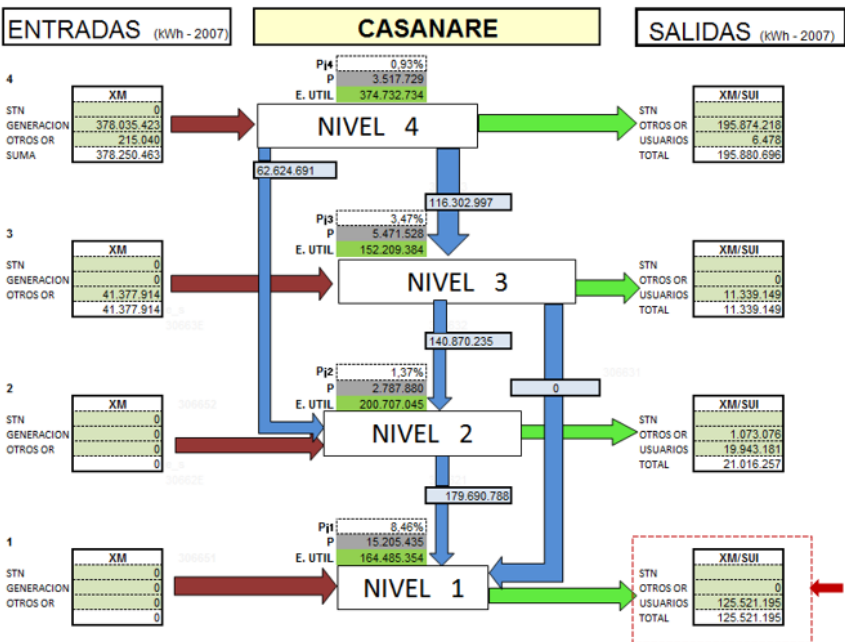 ENTRADAS (kWh - 2007)
CASANARE
SALIDAS (kWh - 2007)
Pj4 0,93%
P 3.517.729
E. UTIL 374.732.734
4
XM
STN 0
GENERACION 378.035.423
OTROS OR 215.040
SUMA 378.250.463
NIVEL 4
XM/SUI
STN
OTROS OR 195.874.218
USUARIOS 6.478
TOTAL 195.880.696
62.624.691
116.302.997
Pj3 3,47%
P 5.471.528
E. UTIL 152.209.384
3
XM
STN 0
GENERACION 0
OTROS OR 41.377.914
41.377.914
NIVEL 3
XM/SUI
STN
OTROS OR 0
USUARIOS 11.339.149
TOTAL 11.339.149
140.870.235
Pj2 1,37%
P 2.787.880
E. UTIL 200.707.045
0
306631
2
XM
STN 0
GENERACION 0
OTROS OR 0
0
306652
30662E
NIVEL 2
XM/SUI
STN
OTROS OR 1.073.076
USUARIOS 19.943.181
TOTAL 21.016.257
179.690.788
Pj1 8,46%
P 15.205.435
E. UTIL 164.485.354
1
XM
STN 0
GENERACION 0
OTROS OR 0
0
306651
NIVEL 1
XM/SUI
STN
OTROS OR 0
USUARIOS 125.521.195
TOTAL 125.521.195